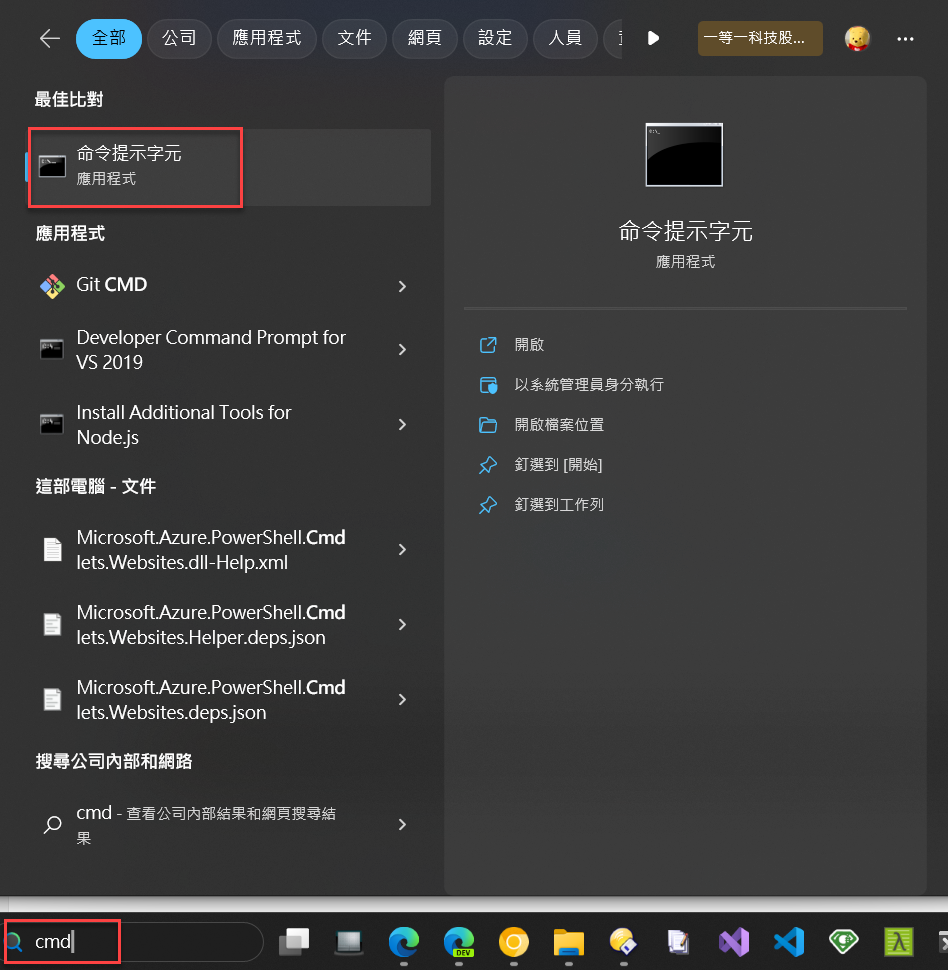 全部 公司 應用程式 文件 網頁 設定 人員 一等一科技股...
最佳比對
命令提示字元
應用程式
應用程式
Git CMD
Developer Command Prompt for
VS 2019
Install Additional Tools for
Node.js
這部電腦 - 文件
Microsoft.Azure.PowerShell.Cmd
lets.Websites.dll-Help.xml
Microsoft.Azure.PowerShell.Cmd
lets.Websites.Helper.deps.json
Microsoft.Azure.PowerShell.Cmd
lets.Websites.deps.json
搜尋公司內部和網路
cmd - 查看公司內部結果和網頁搜尋結
果
命令提示字元
應用程式
開啟
以系統管理員身分執行
開啟檔案位置
釘選到 [開始]
釘選到工作列
cmd
DEV